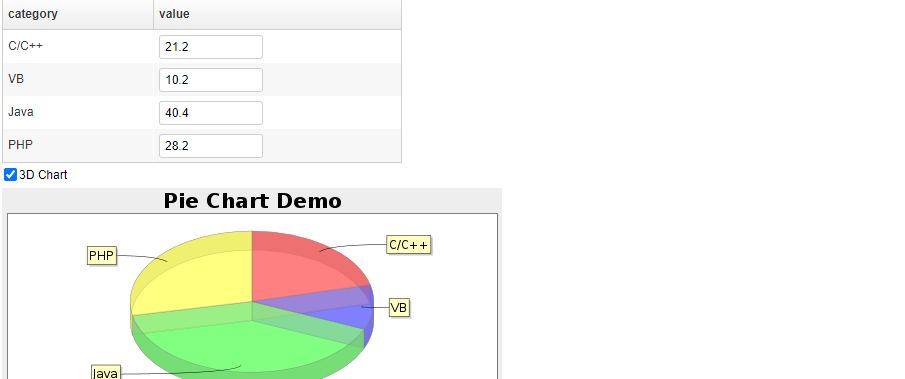 category value
C/C++ 21.2
VB 10.2
Java 40.4
PHP 28.2
3D Chart
Pie Chart Demo
C/C++
PHP
VB
Java